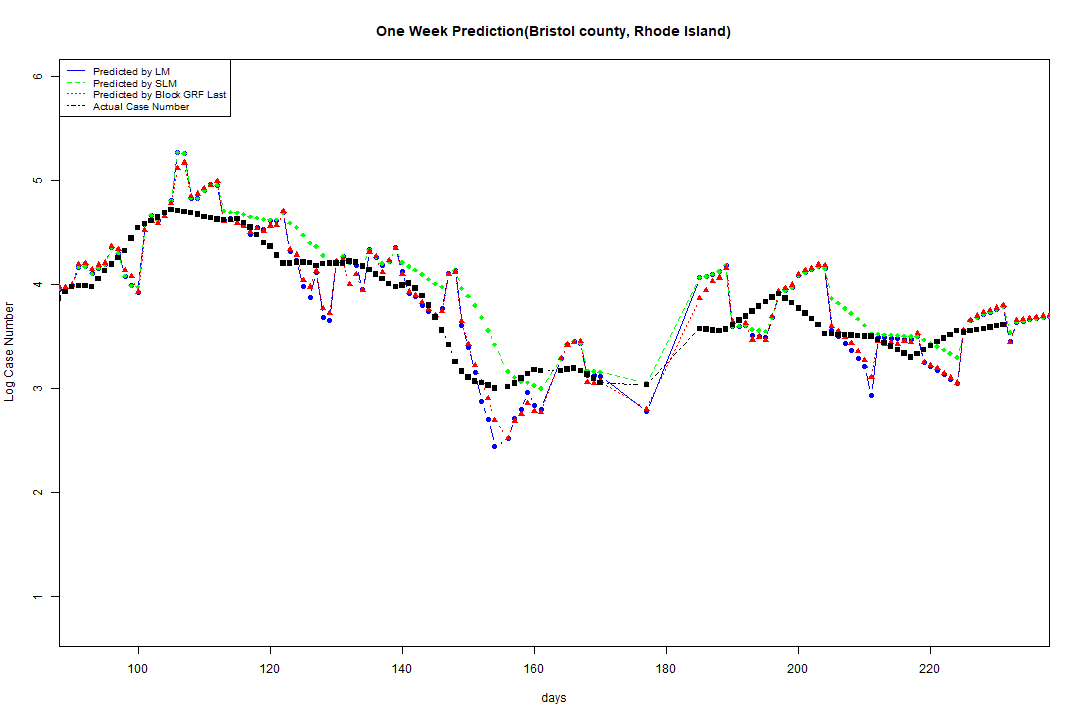 One Week Prediction(Bristol county, Rhode Island)
Predicted by LM
Predicted by SLM
Predicted by Block GRF Last
Actual Case Number
6
5
4
3
2
1
Log Case Number
100 120 140 160 180 200 220
days